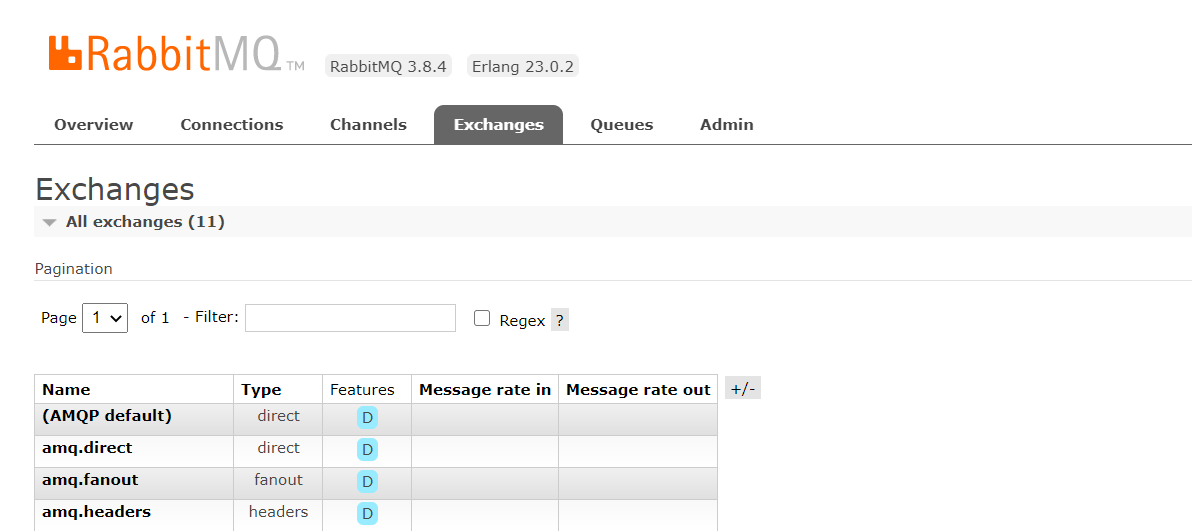 RabbitMQ TM RabbitMQ 3.8.4 Erlang 23.0.2
Overview Connections Channels Exchanges Queues Admin
Exchanges
All exchanges (11)
Pagination
Page 1 of 1 - Filter: Regex ?
Name Type Features Message rate in Message rate out +/-
(AMQP default) direct D
amq.direct direct D
amq.fanout fanout D
amq.headers headers D